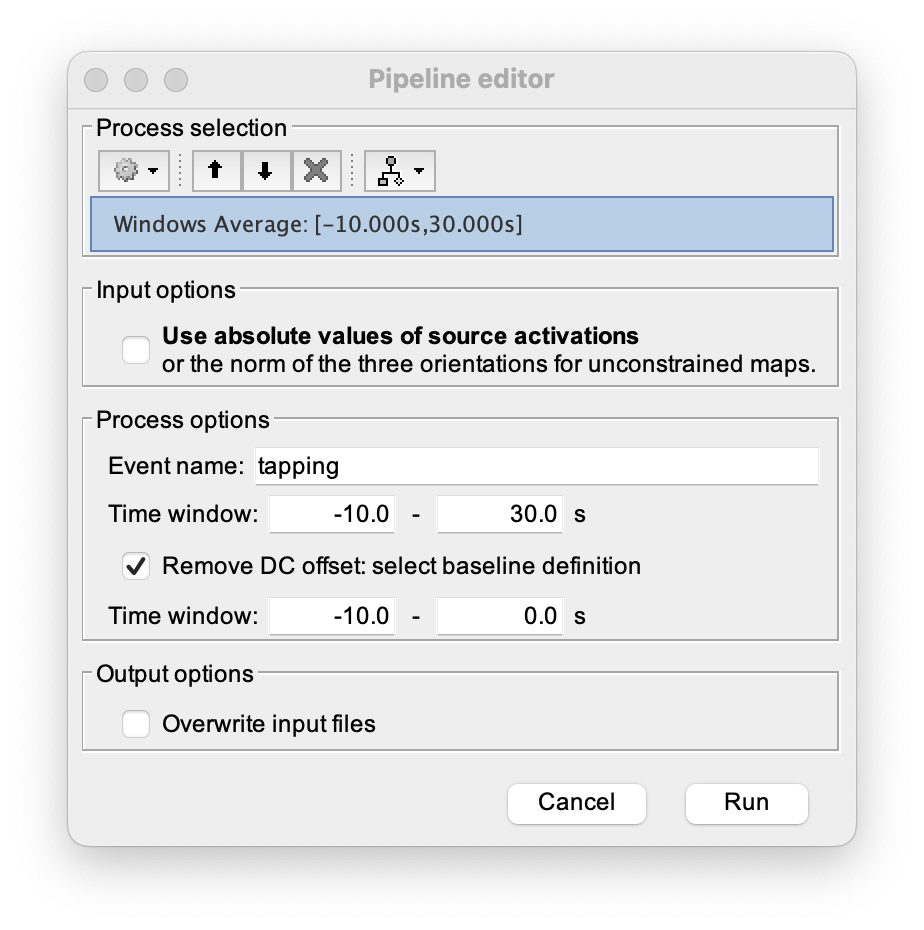 Pipeline editor
Process selection
Windows Average: [-10.000s,30.000s]
Input options
Use absolute values of source activations
or the norm of the three orientations for unconstrained maps.
Process options
Event name: tapping
Time window: -10.0 - 30.0 s
Remove DC offset: select baseline definition
Time window: -10.0 - 0.0 s
Output options
Overwrite input files
Cancel Run